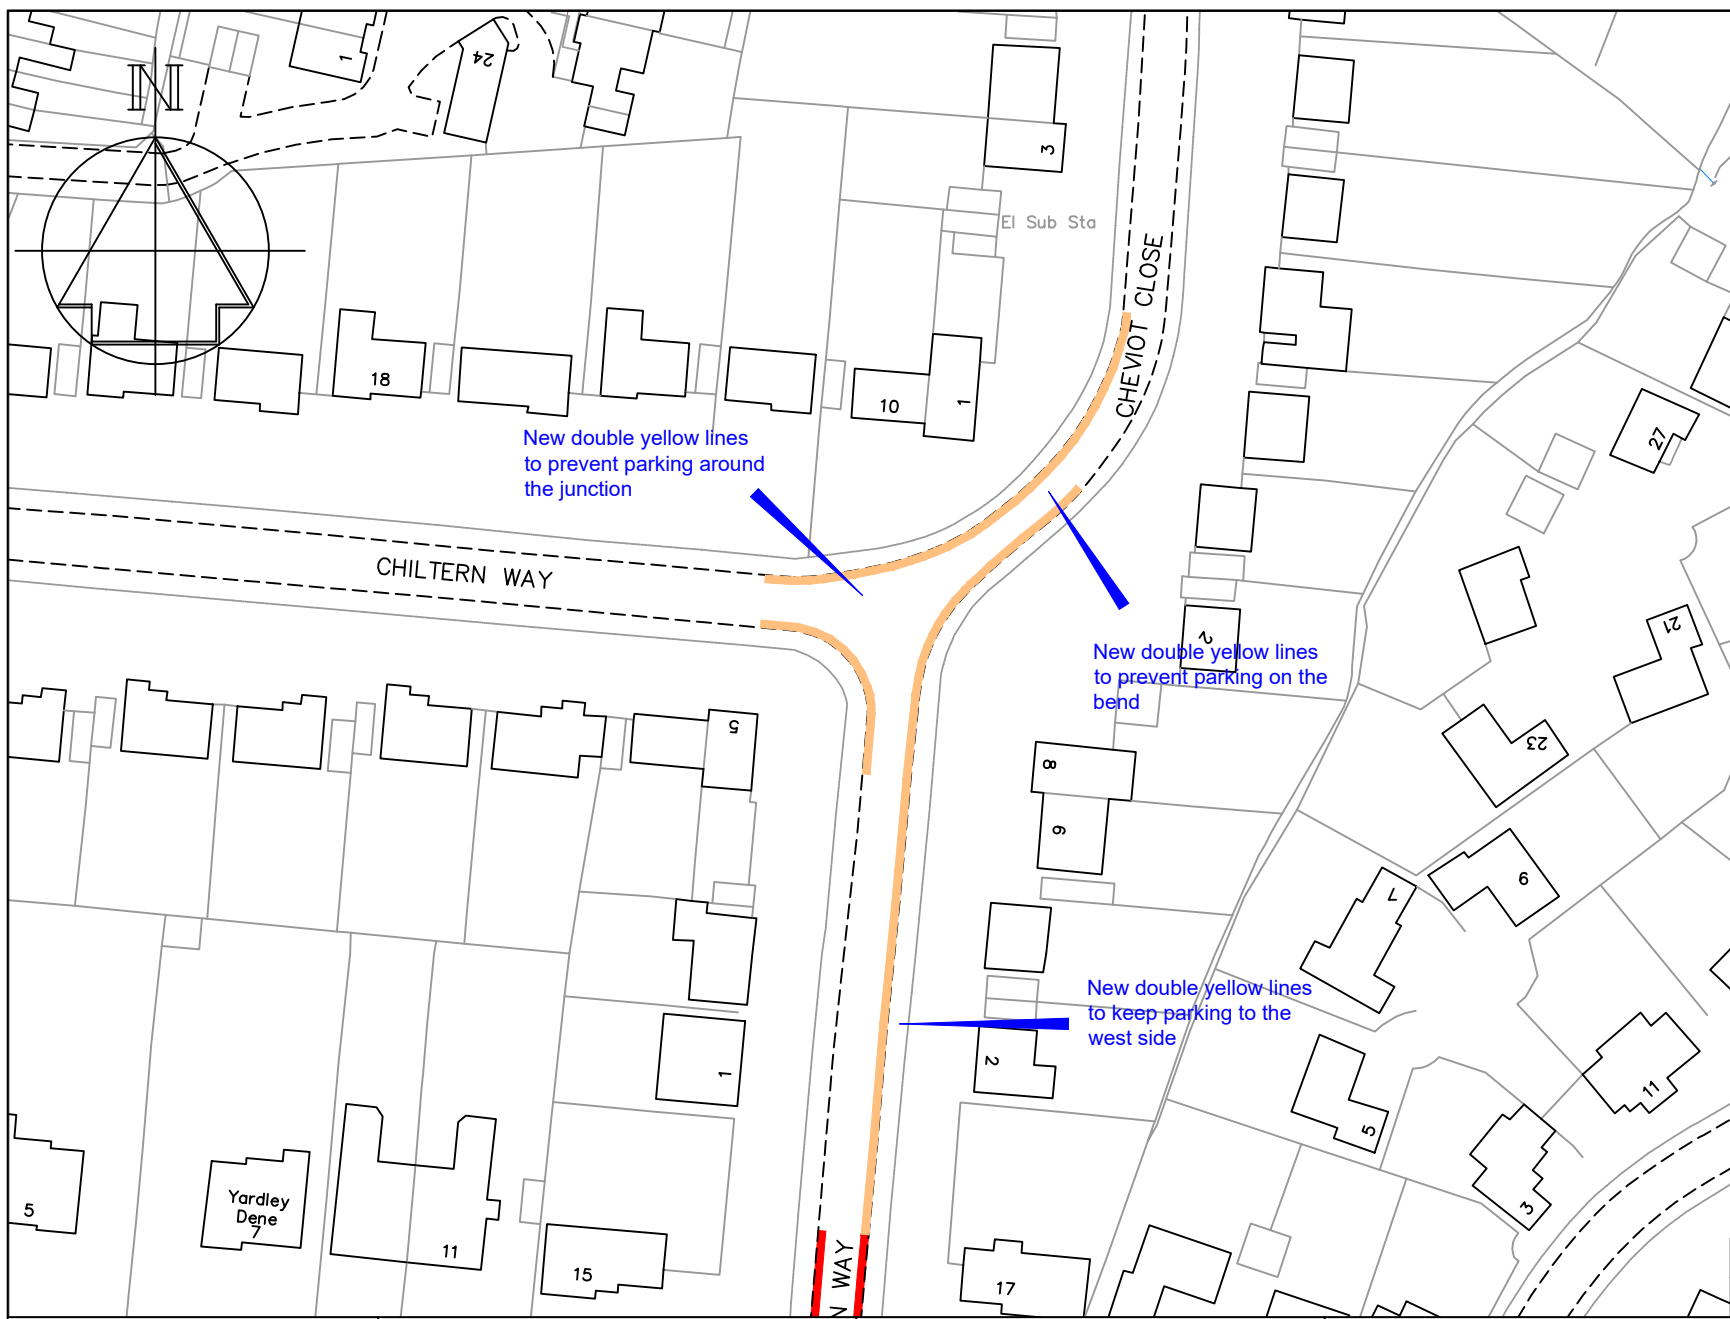 1
24
N
3
El Sub Sta
CHEVIOT CLOSE
18
10
1
27
New double yellow lines
to prevent parking around
the junction
CHILTERN WAY
2
21
New double yellow lines
to prevent parking on the
bend
5
23
8
6
7
9
New double yellow lines
to keep parking to the
west side
2
1
11
5
3
5
Yardley
Dene
7
11
15
17
N WAY